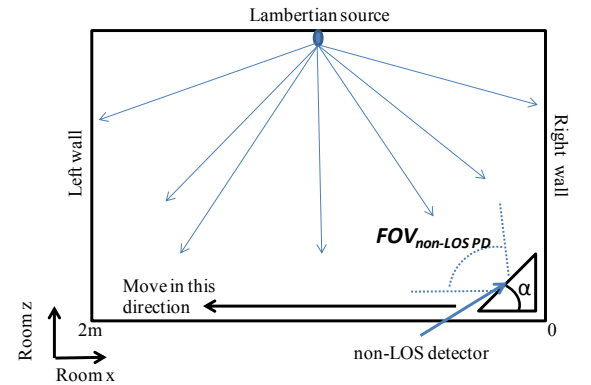 Lambertian source
Left wall
Right wall
FOVnon-LOS PD
α
Move in this
direction
Room z
2m
0
non-LOS detector
Room x